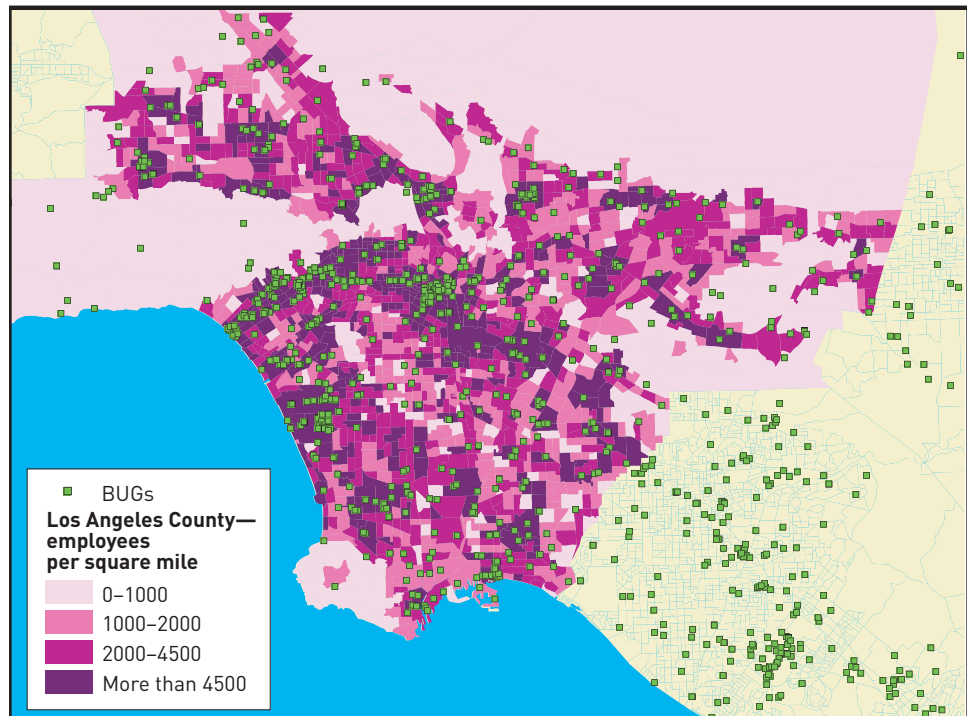 BUGs
Los Angeles County—
employees
per square mile
0–1000
1000–2000
2000–4500
More than 4500